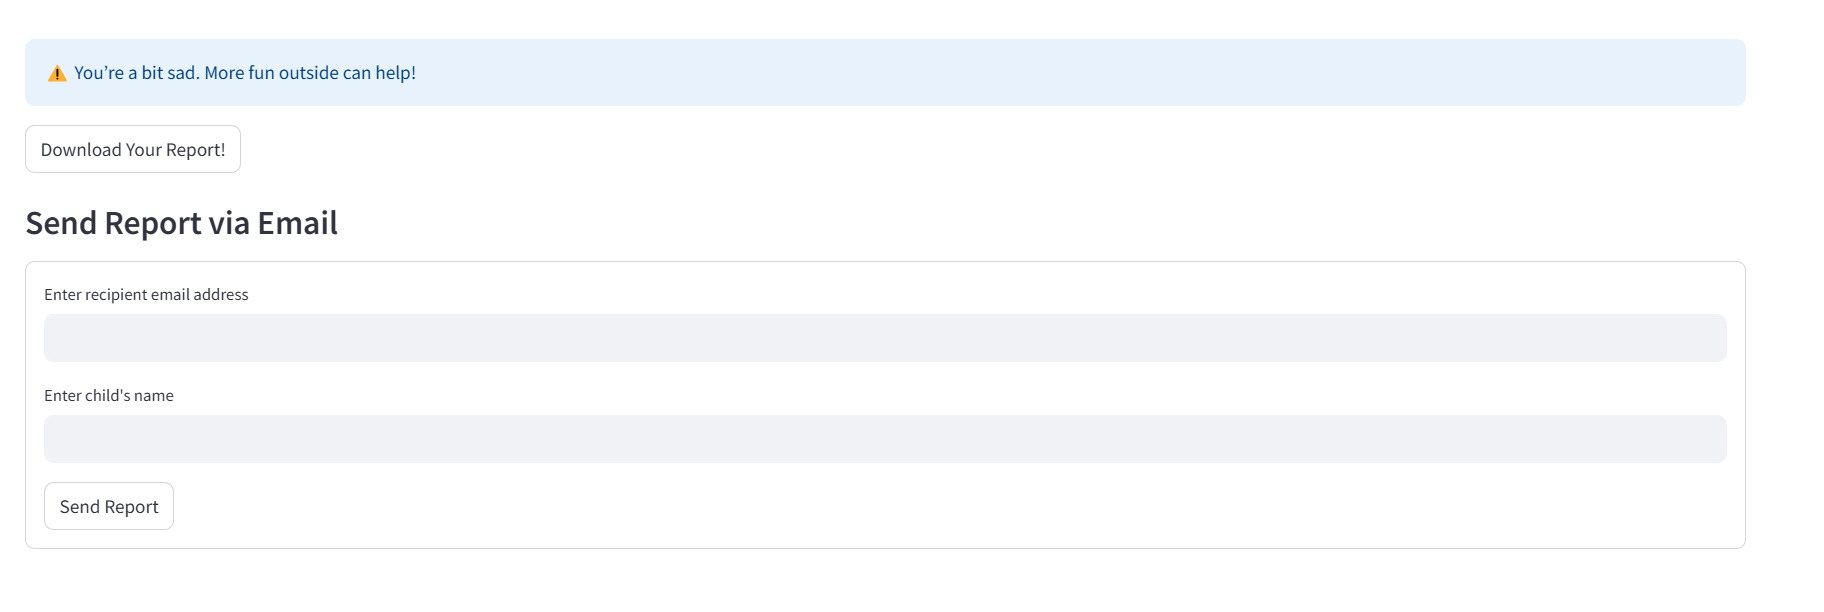 ⚠️ You’re a bit sad. More fun outside can help!
Download Your Report!
Send Report via Email
Enter recipient email address
Enter child's name
Send Report